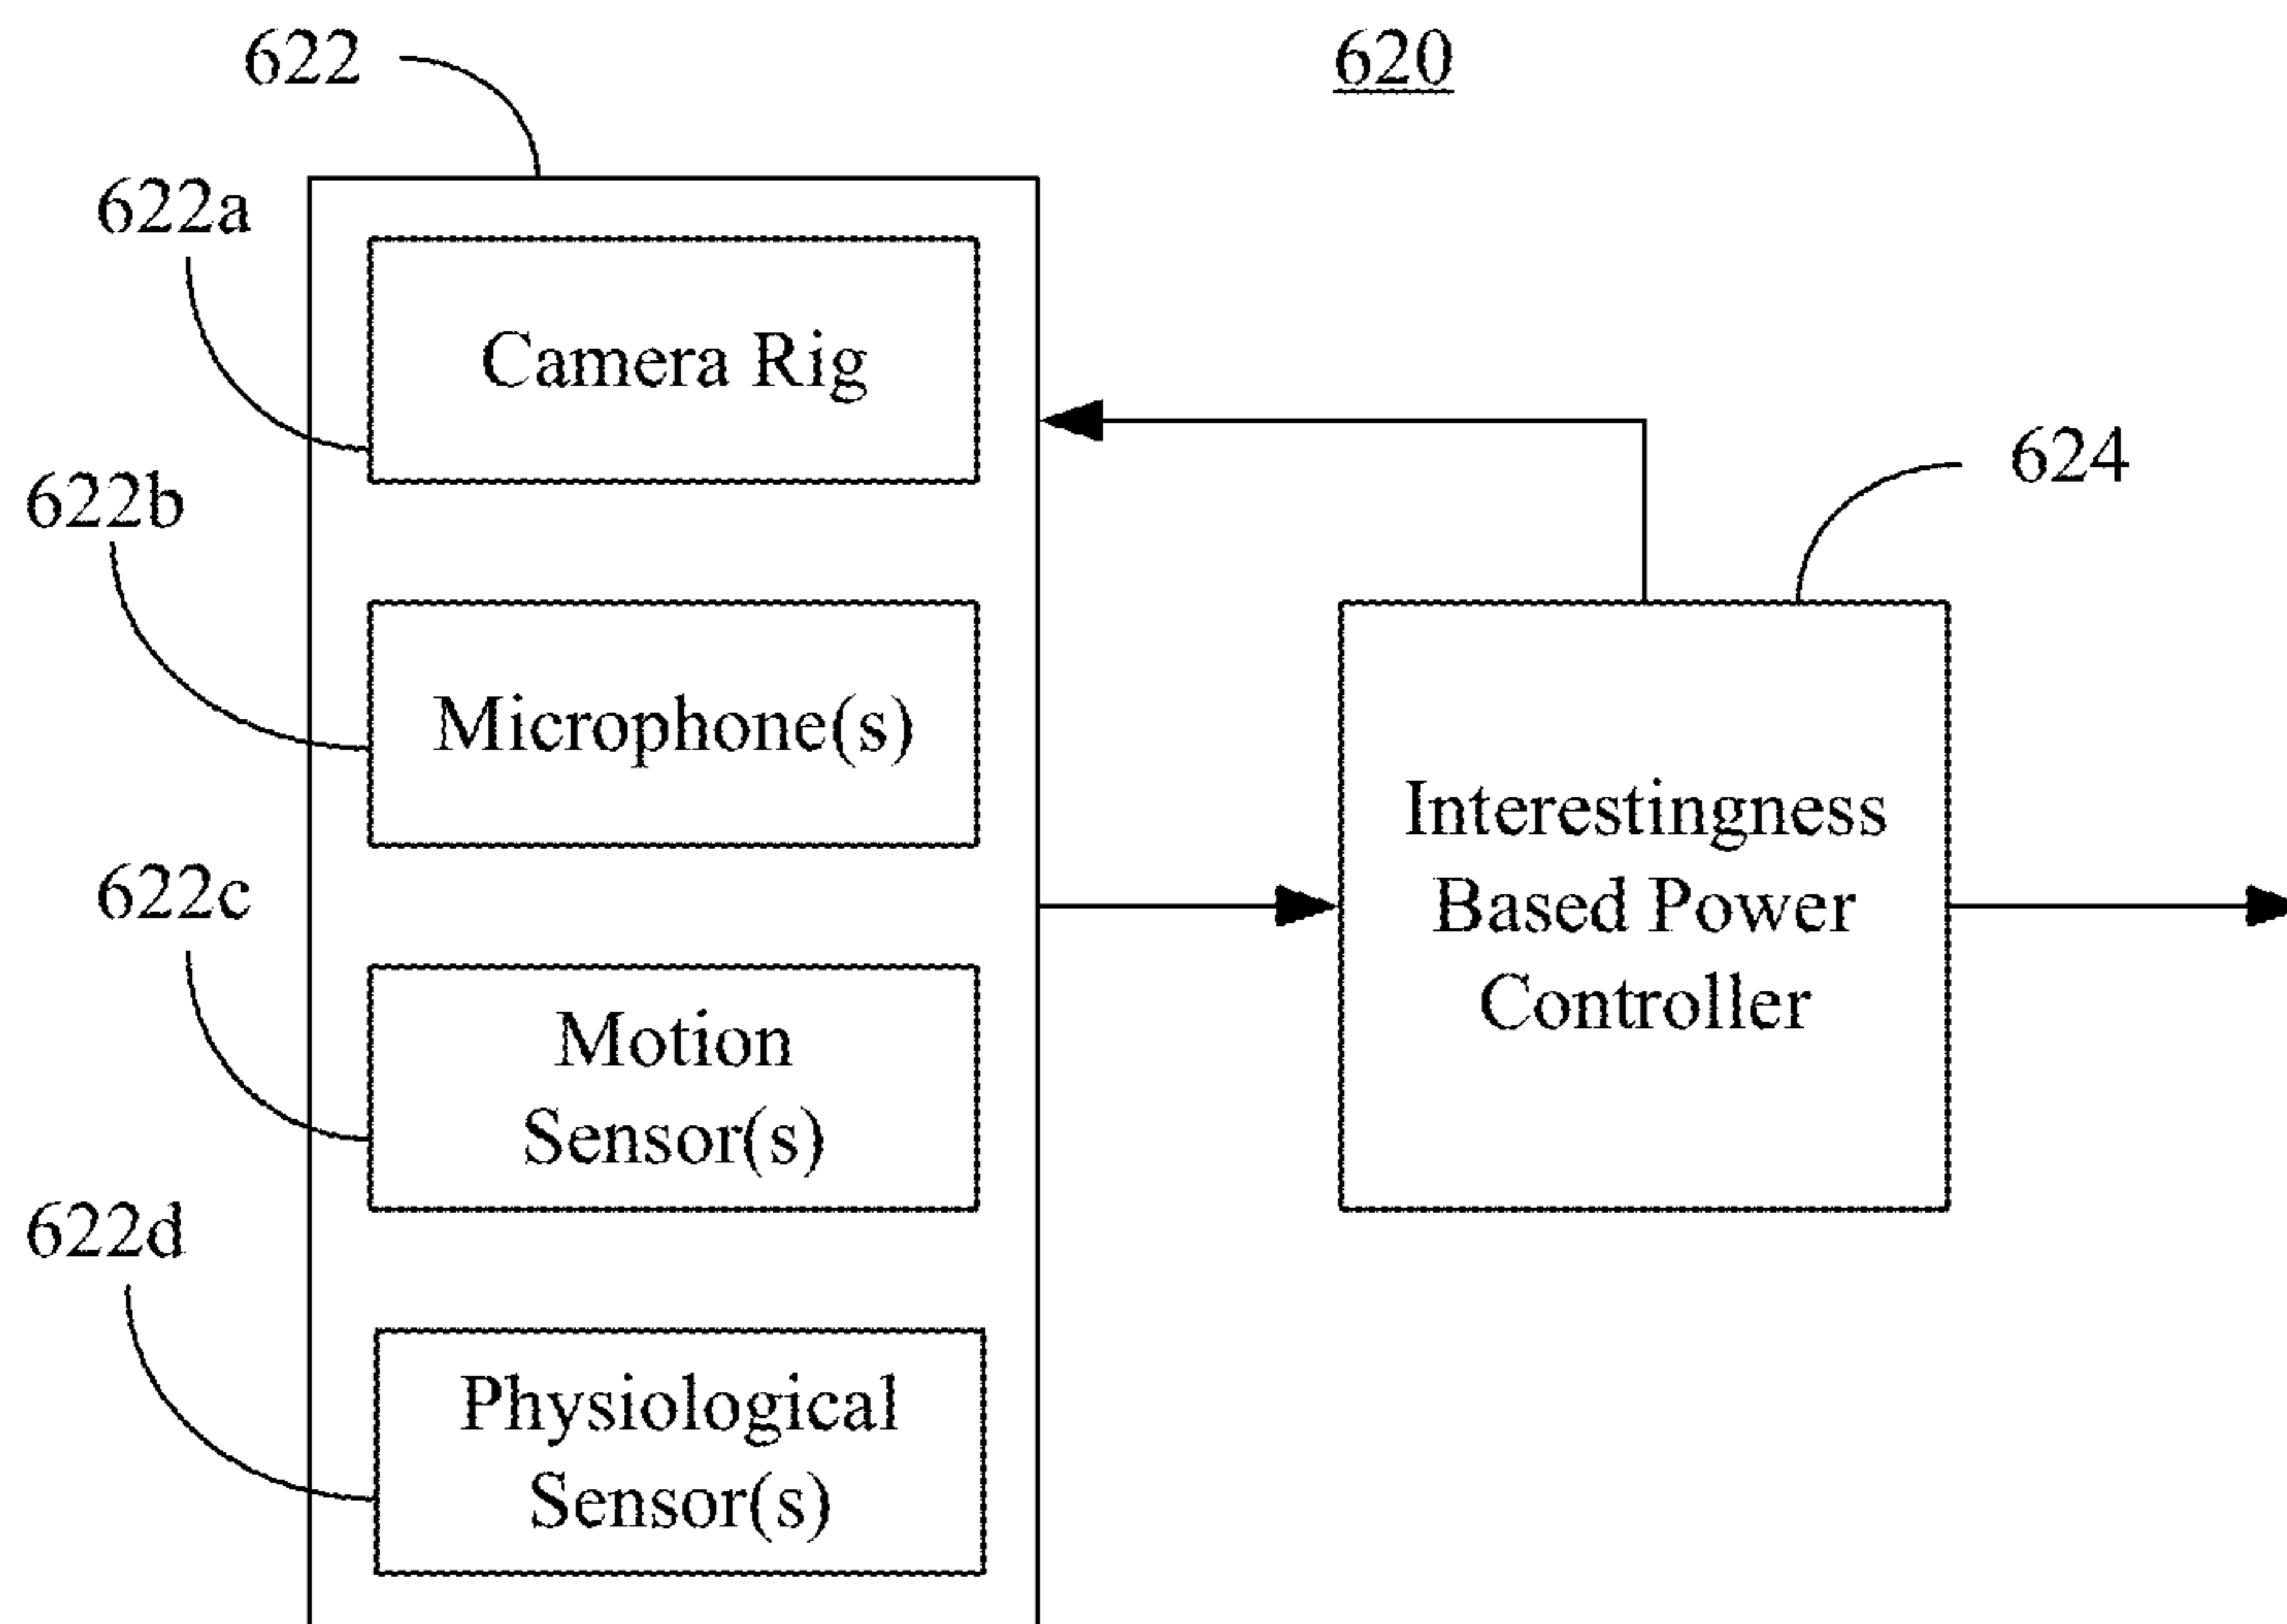 622
620
622a
Camera Rig
622b
624
Microphone(s)
Interestingness
Based Power
Controller
622c
Motion
Sensor(s)
622d
Physiological
Sensor(s)